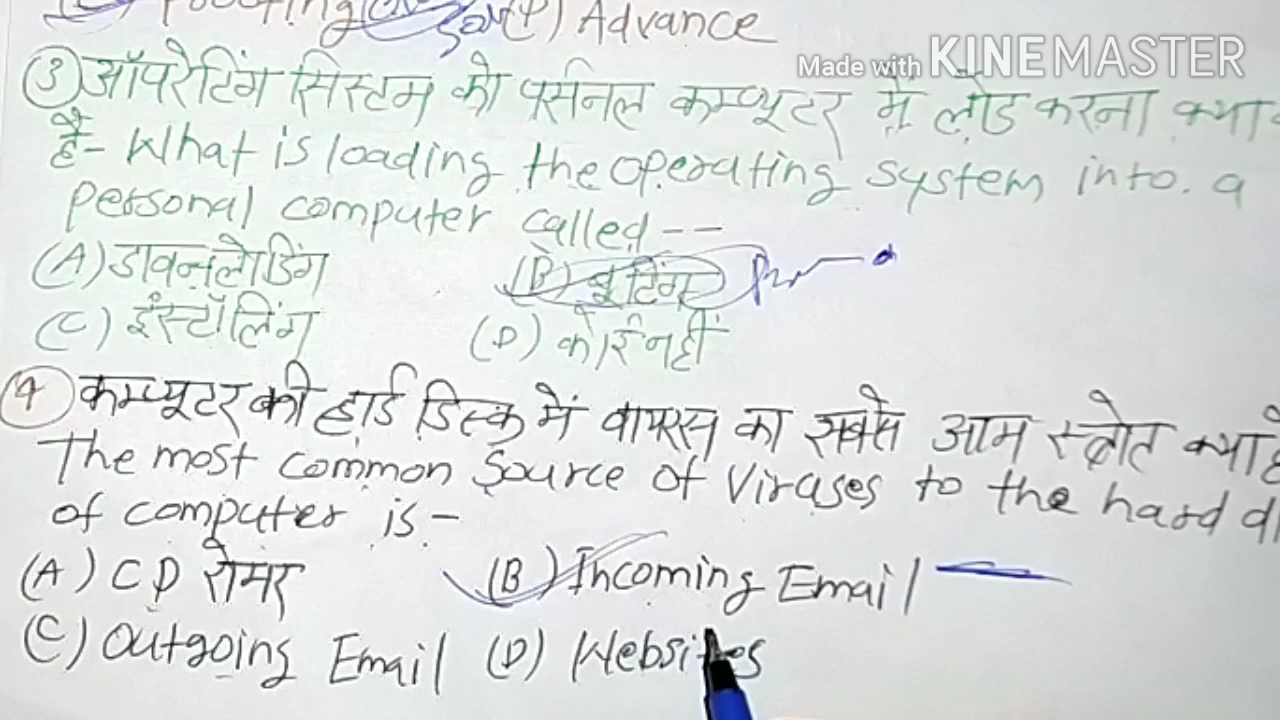 Advance
Made with KINEMASTER
③ ऑपरेटिंग सिस्टम को पर्सनल कम्प्यूटर में लोड करना क्या
है- What is loading the operating system into. a
personal computer called --
(A) डावनलोडिंग (B) बूटिंग
(C) इंस्टॉलिंग (D) कोई नहीं
④ कम्प्यूटर की हार्ड डिस्क में वायरस का सबसे आम स्त्रोत क्या है
The most common Source of Viruses to the hard di
of computer is -
(A) CD रोमर (B) Incoming Email
(C) Outgoing Email (D) Websites